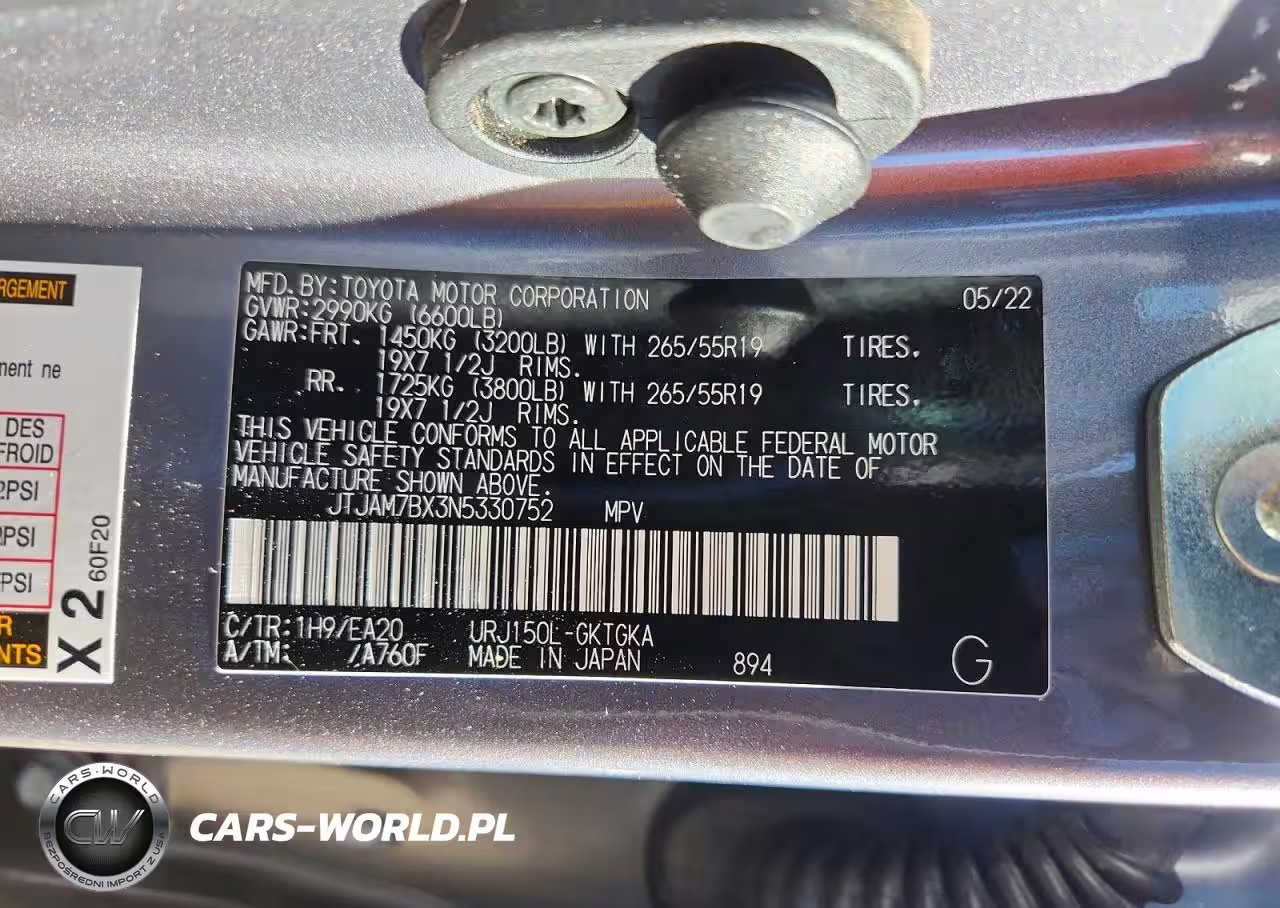 RGEMENT
ment ne
DES
FROID
2PSI
PSI
PSI
R
NTS
X 2
60F20
MFD.BY:TOYOTA MOTOR CORPORATION 05/22
GVWR:2990KG (6600LB)
GAWR:FRT. 1450KG (3200LB) WITH 265/55R19 TIRES.
19X7 1/2J RIMS.
RR. 1725KG (3800LB) WITH 265/55R19 TIRES.
19X7 1/2J RIMS.
THIS VEHICLE CONFORMS TO ALL APPLICABLE FEDERAL MOTOR
VEHICLE SAFETY STANDARDS IN EFFECT ON THE DATE OF
MANUFACTURE SHOWN ABOVE.
JTJAM7BX3N5330752 MPV
C/TR:1H9/EA20 URJ150L-GKTGKA
A/TM: /A760F MADE IN JAPAN 894 G
CARS-WORLD
CW
BEZPOŚREDNI IMPORT Z USA
CARS-WORLD.PL